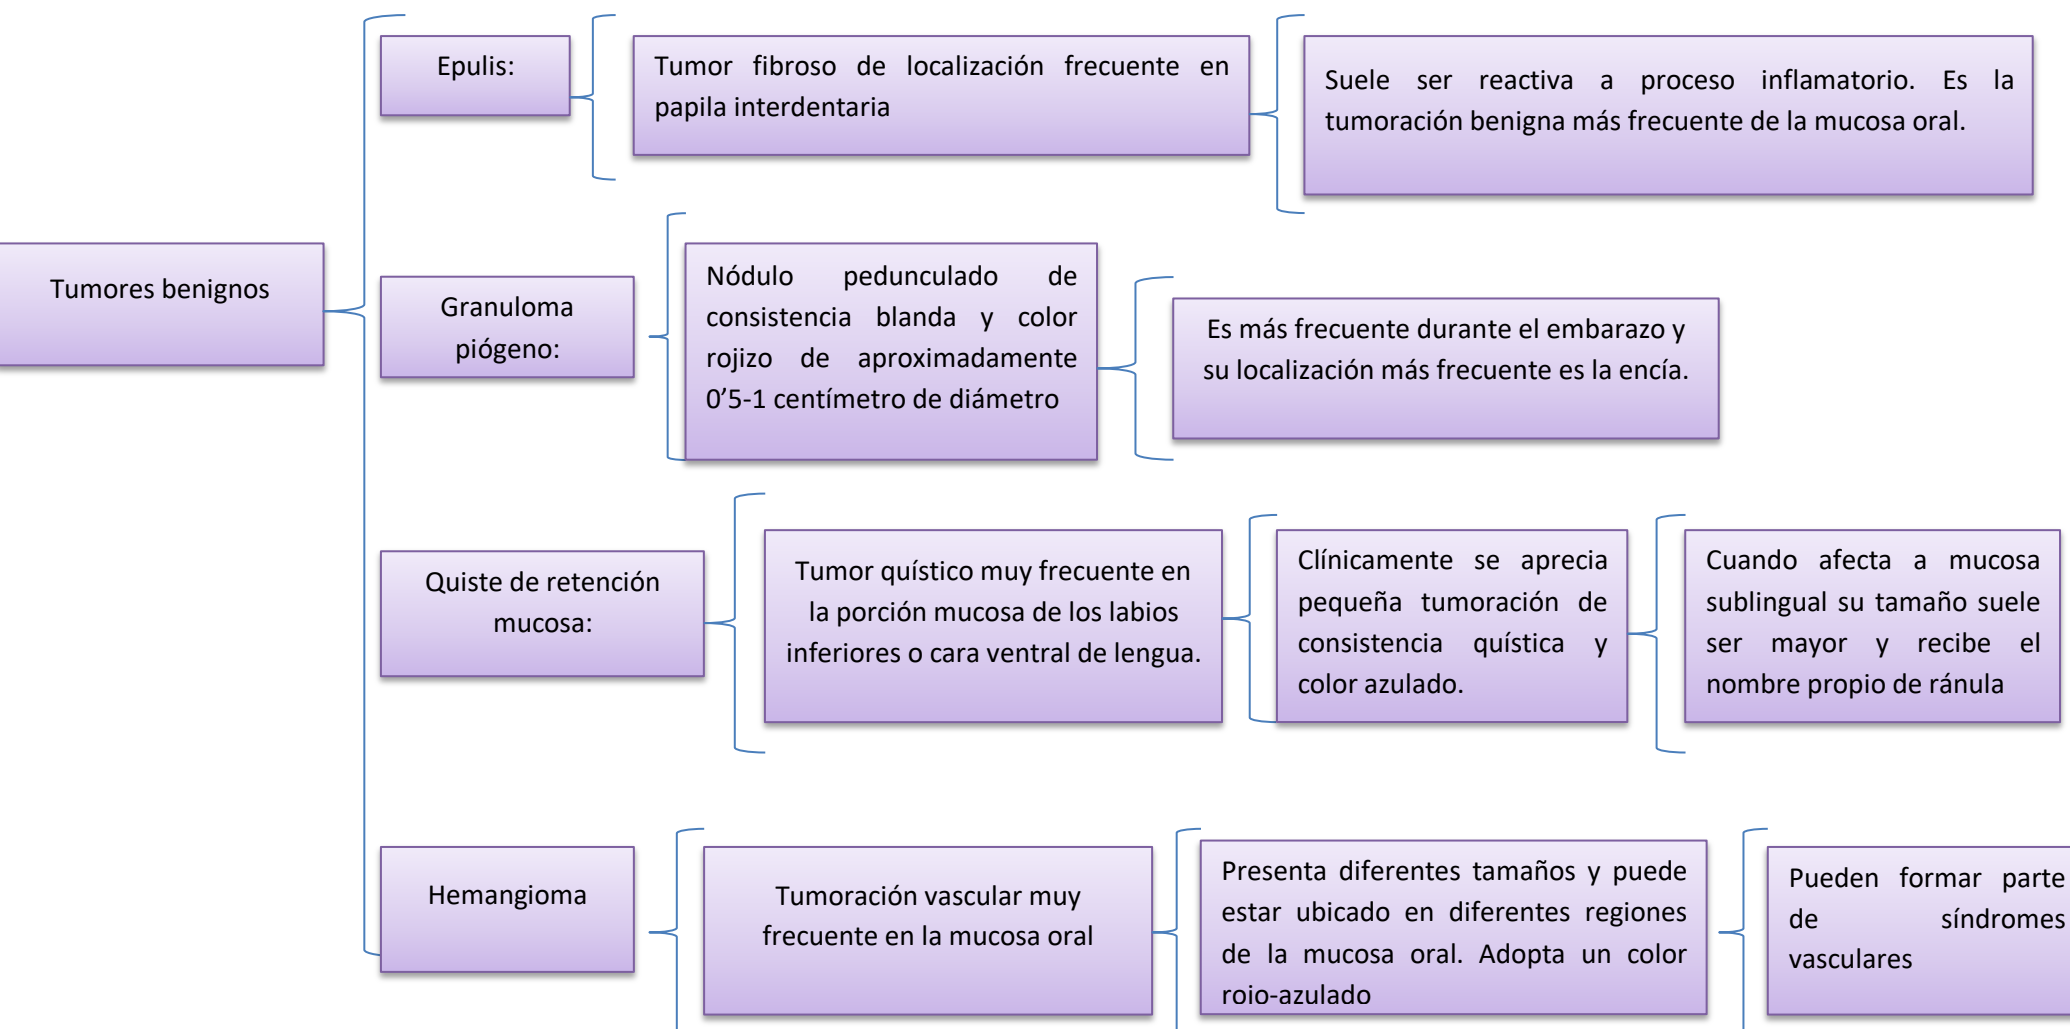 Tumores benignos
Epulis:
Tumor fibroso de localización frecuente en
papila interdentaria
Suele ser reactiva a proceso inflamatorio. Es la
tumoración benigna más frecuente de la mucosa oral.
Granuloma
piógeno:
Nódulo pedunculado de
consistencia blanda y color
rojizo de aproximadamente
0’5-1 centímetro de diámetro
Es más frecuente durante el embarazo y
su localización más frecuente es la encía.
Quiste de retención
mucosa:
Tumor quístico muy frecuente en
la porción mucosa de los labios
inferiores o cara ventral de lengua.
Clínicamente se aprecia
pequeña tumoración de
consistencia quística y
color azulado.
Cuando afecta a mucosa
sublingual su tamaño suele
ser mayor y recibe el
nombre propio de ránula
Hemangioma
Tumoración vascular muy
frecuente en la mucosa oral
Presenta diferentes tamaños y puede
estar ubicado en diferentes regiones
de la mucosa oral. Adopta un color
rojo-azulado
Pueden formar parte
de síndromes
vasculares